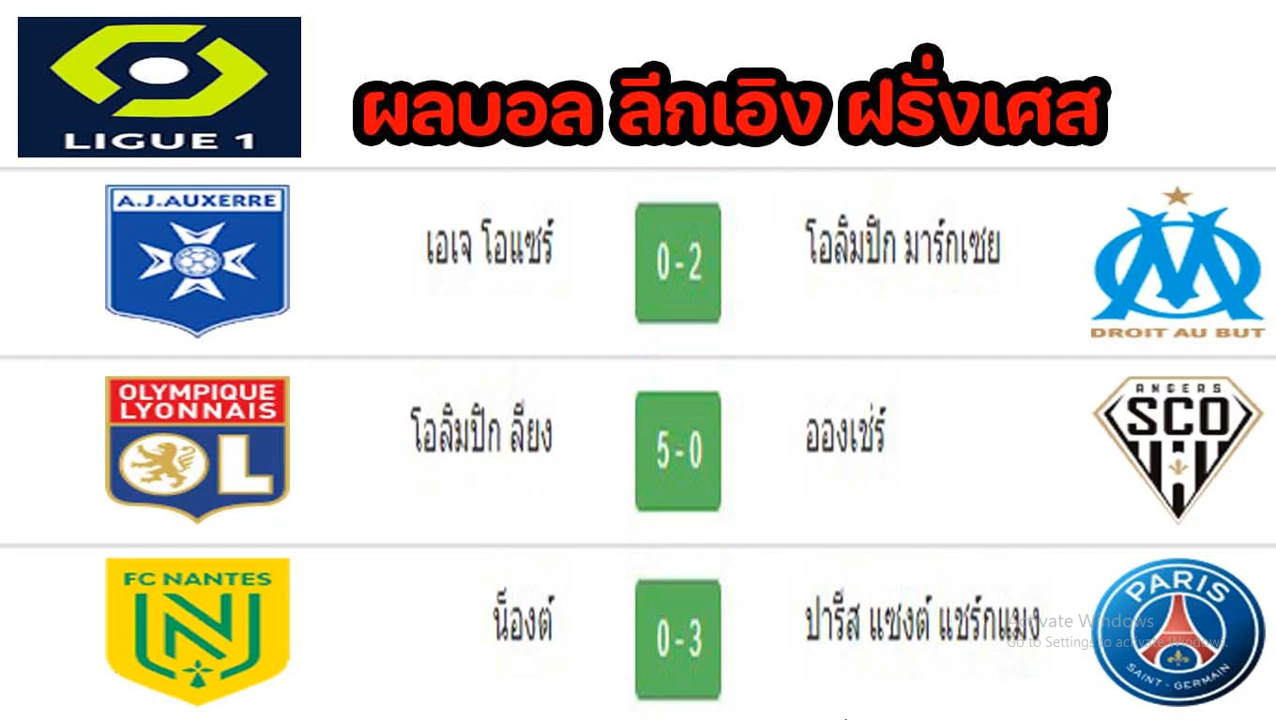 LIGUE 1
ผลบอล ลีกเอิง ฝรั่งเศส
A.J.AUXERRE
เอเจ โอแซร์
0 - 2
โอลิมปิก มาร์กเซย
DROIT AU BUT
OLYMPIQUE
LYONNAIS
OL
โอลิมปิก ลียง
5 - 0
อองเช่ร์
ANGERS
SCO
FC NANTES
N
น็องต์
0 - 3
ปารีส แซงต์ แชร์กแมง
PARIS
SAINT - GERMAIN
Activate Windows
Go to Settings to activate Windows.